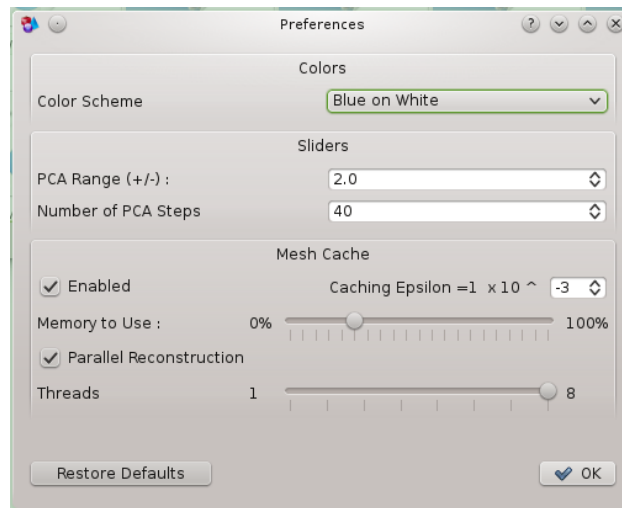 Preferences
Colors
Color Scheme Blue on White
Sliders
PCA Range (+/-) : 2.0
Number of PCA Steps 40
Mesh Cache
Enabled Caching Epsilon =1 x 10 ^ -3
Memory to Use : 0% 100%
Parallel Reconstruction
Threads 1 8
Restore Defaults OK